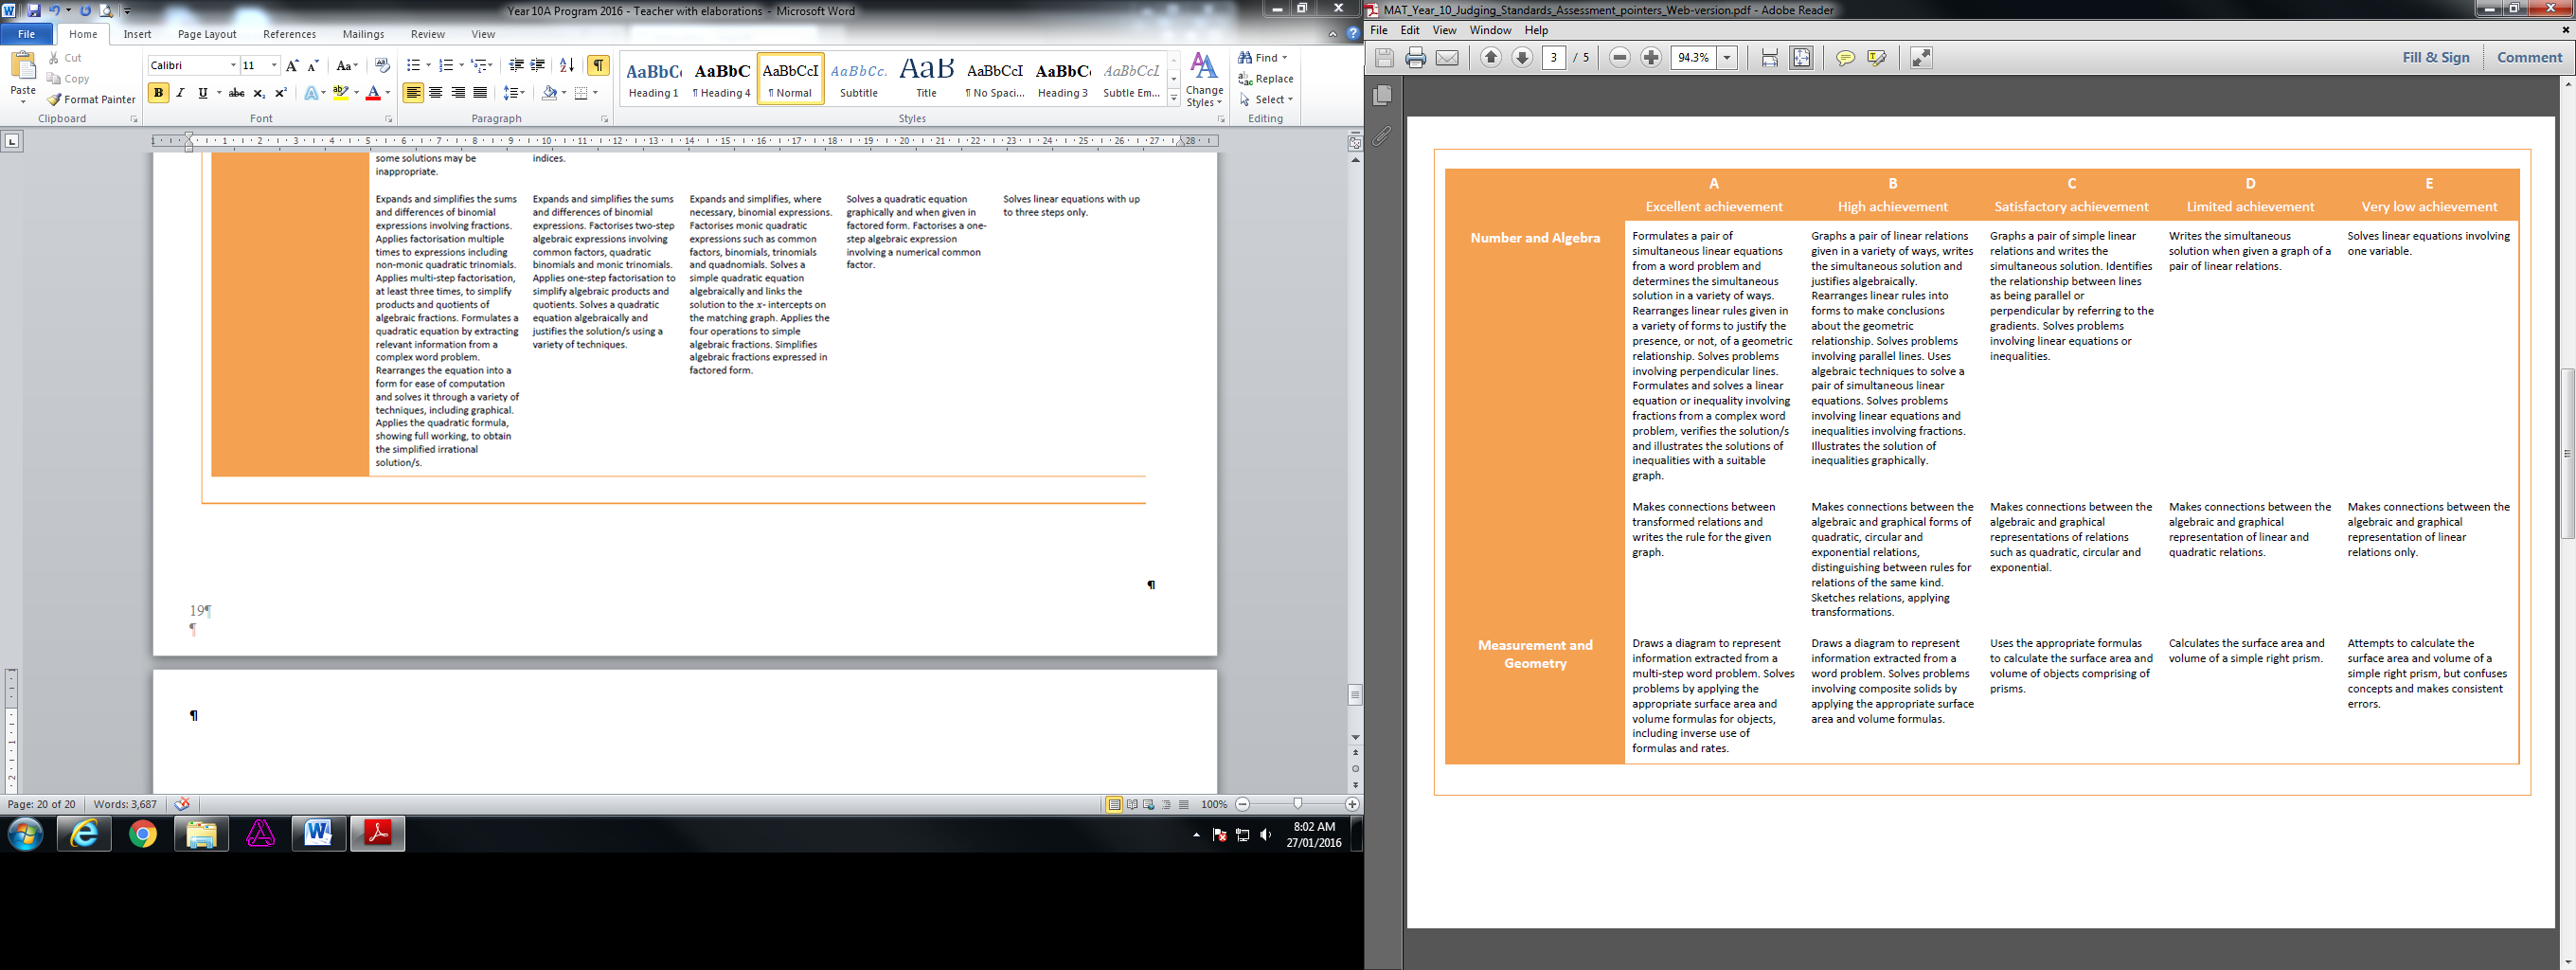 Year 10A Program 2016 - Teacher with elaborations - Microsoft Word
File Home Insert Page Layout References Mailings Review View
Paste
Cut
Copy
Format Painter
Clipboard
Calibri 11
Font
Paragraph
AaBbCc AaBbC AaBbCcI AaBbCc. AaB AaBbCcI AaBbCc AaBbCcI
Heading 1 ¶ Heading 4 ¶ Normal Subtitle Title ¶ No Spaci... Heading 3 Subtle Em...
Change Styles
Styles
Find
Replace
Select
Editing
some solutions may be
inappropriate.
indices.
Expands and simplifies the sums
and differences of binomial
expressions involving fractions.
Applies factorisation multiple
times to expressions including
non-monic quadratic trinomials.
Applies multi-step factorisation,
at least three times, to simplify
products and quotients of
algebraic fractions. Formulates a
quadratic equation by extracting
relevant information from a
complex word problem.
Rearranges the equation into a
form for ease of computation
and solves it through a variety of
techniques, including graphical.
Applies the quadratic formula,
showing full working, to obtain
the simplified irrational
solution/s.
Expands and simplifies the sums
and differences of binomial
expressions. Factorises two-step
algebraic expressions involving
common factors, quadratic
binomials and monic trinomials.
Applies one-step factorisation to
simplify algebraic products and
quotients. Solves a quadratic
equation algebraically and
justifies the solution/s using a
variety of techniques.
Expands and simplifies, where
necessary, binomial expressions.
Factorises monic quadratic
expressions such as common
factors, binomials, trinomials
and quadnomials. Solves a
simple quadratic equation
algebraically and links the
solution to the x- intercepts on
the matching graph. Applies the
four operations to simple
algebraic fractions. Simplifies
algebraic fractions expressed in
factored form.
Solves a quadratic equation
graphically and when given in
factored form. Factorises a one-
step algebraic expression
involving a numerical common
factor.
Solves linear equations with up
to three steps only.
¶
19¶
¶
¶
Page: 20 of 20 Words: 3,687 100%
8:02 AM
27/01/2016
MAT_Year_10_Judging_Standards_Assessment_pointers_Web-version.pdf - Adobe Reader
File Edit View Window Help
3 / 5 94.3% Fill & Sign Comment
A B C D E
Excellent achievement High achievement Satisfactory achievement Limited achievement Very low achievement
Number and Algebra
Formulates a pair of
simultaneous linear equations
from a word problem and
determines the simultaneous
solution in a variety of ways.
Rearranges linear rules given in
a variety of forms to justify the
presence, or not, of a geometric
relationship. Solves problems
involving perpendicular lines.
Formulates and solves a linear
equation or inequality involving
fractions from a complex word
problem, verifies the solution/s
and illustrates the solutions of
inequalities with a suitable
graph.
Graphs a pair of linear relations
given in a variety of ways, writes
the simultaneous solution and
justifies algebraically.
Rearranges linear rules into
forms to make conclusions
about the geometric
relationship. Solves problems
involving parallel lines. Uses
algebraic techniques to solve a
pair of simultaneous linear
equations. Solves problems
involving linear equations and
inequalities involving fractions.
Illustrates the solution of
inequalities graphically.
Graphs a pair of simple linear
relations and writes the
simultaneous solution. Identifies
the relationship between lines
as being parallel or
perpendicular by referring to the
gradients. Solves problems
involving linear equations or
inequalities.
Writes the simultaneous
solution when given a graph of a
pair of linear relations.
Solves linear equations involving
one variable.
Makes connections between
transformed relations and
writes the rule for the given
graph.
Makes connections between the
algebraic and graphical forms of
quadratic, circular and
exponential relations,
distinguishing between rules for
relations of the same kind.
Sketches relations, applying
transformations.
Makes connections between the
algebraic and graphical
representations of relations
such as quadratic, circular and
exponential.
Makes connections between the
algebraic and graphical
representation of linear and
quadratic relations.
Makes connections between the
algebraic and graphical
representation of linear
relations only.
Measurement and
Geometry
Draws a diagram to represent
information extracted from a
multi-step word problem. Solves
problems by applying the
appropriate surface area and
volume formulas for objects,
including inverse use of
formulas and rates.
Draws a diagram to represent
information extracted from a
word problem. Solves problems
involving composite solids by
applying the appropriate surface
area and volume formulas.
Uses the appropriate formulas
to calculate the surface area and
volume of objects comprising of
prisms.
Calculates the surface area and
volume of a simple right prism.
Attempts to calculate the
surface area and volume of a
simple right prism, but confuses
concepts and makes consistent
errors.